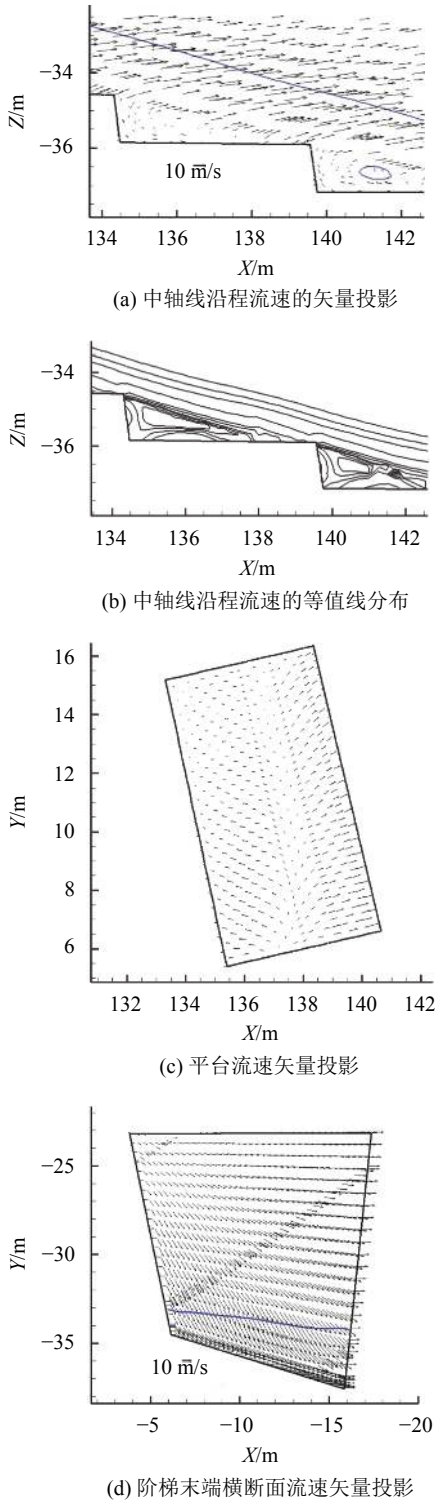 Z/m
−34
−36
10 m/s
134 136 138 140 142
X/m
(a) 中轴线沿程流速的矢量投影
Z/m
−34
−36
134 136 138 140 142
X/m
(b) 中轴线沿程流速的等值线分布
Y/m
16
14
12
10
8
6
132 134 136 138 140 142
X/m
(c) 平台流速矢量投影
Y/m
−25
−30
−35
10 m/s
−5 −10 −15 −20
X/m
(d) 阶梯末端横断面流速矢量投影